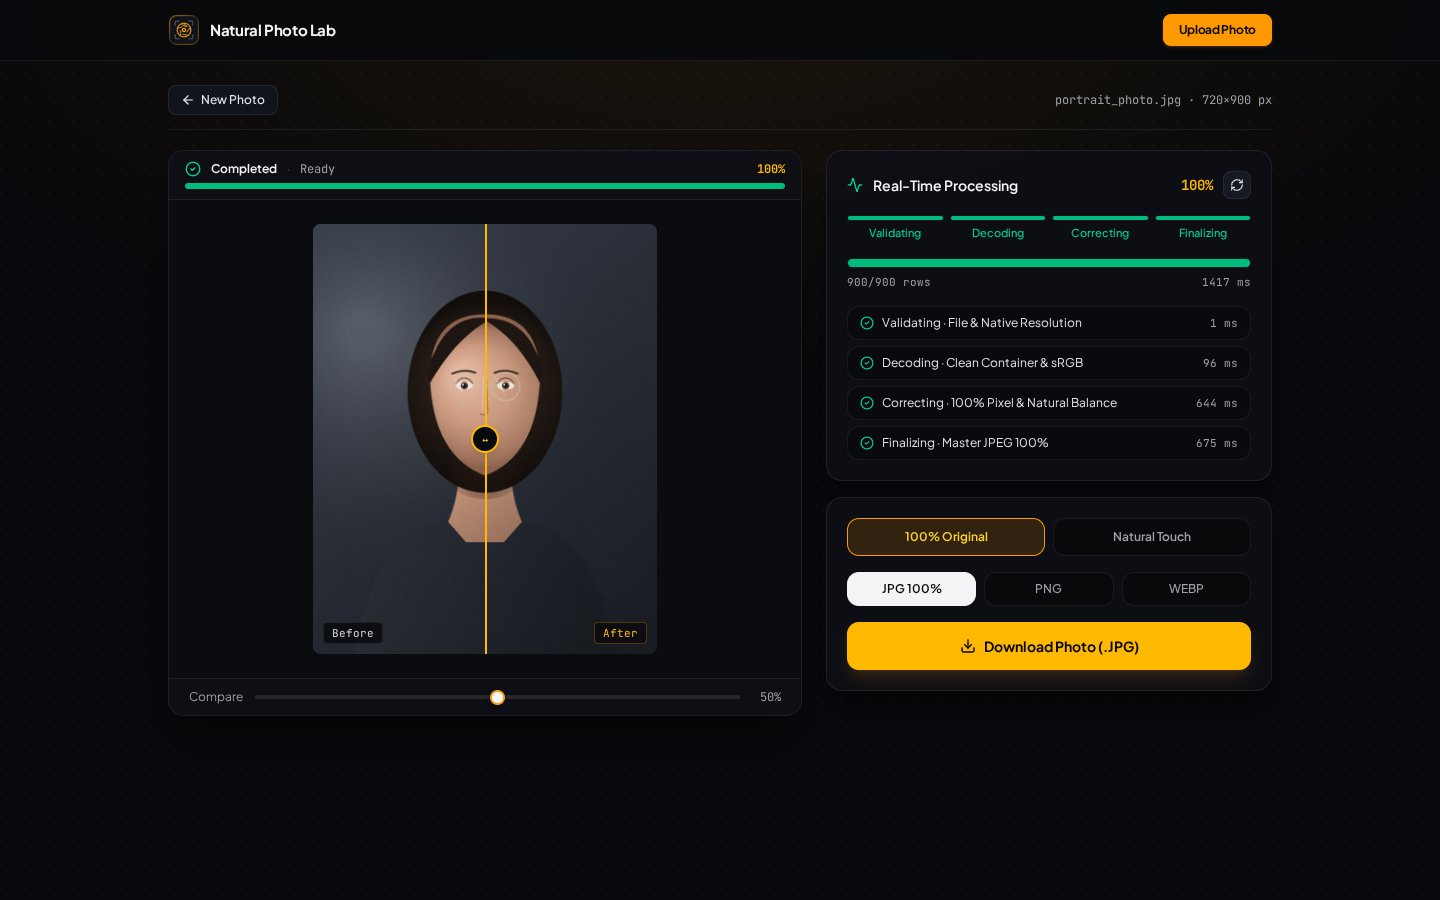 Natural Photo Lab
Upload Photo
New Photo
portrait_photo.jpg · 720×900 px
Completed · Ready 100%
Before
After
Compare 50%
Real-Time Processing 100%
Validating Decoding Correcting Finalizing
900/900 rows 1417 ms
Validating · File & Native Resolution 1 ms
Decoding · Clean Container & sRGB 96 ms
Correcting · 100% Pixel & Natural Balance 644 ms
Finalizing · Master JPEG 100% 675 ms
100% Original Natural Touch
JPG 100% PNG WEBP
Download Photo (.JPG)